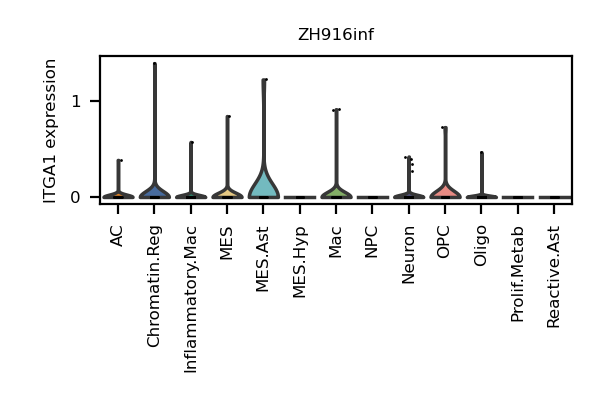 ZH916inf
ITGA1 expression
1
0
AC
Chromatin.Reg
Inflammatory.Mac
MES
MES.Ast
MES.Hyp
Mac
NPC
Neuron
OPC
Oligo
Prolif.Metab
Reactive.Ast